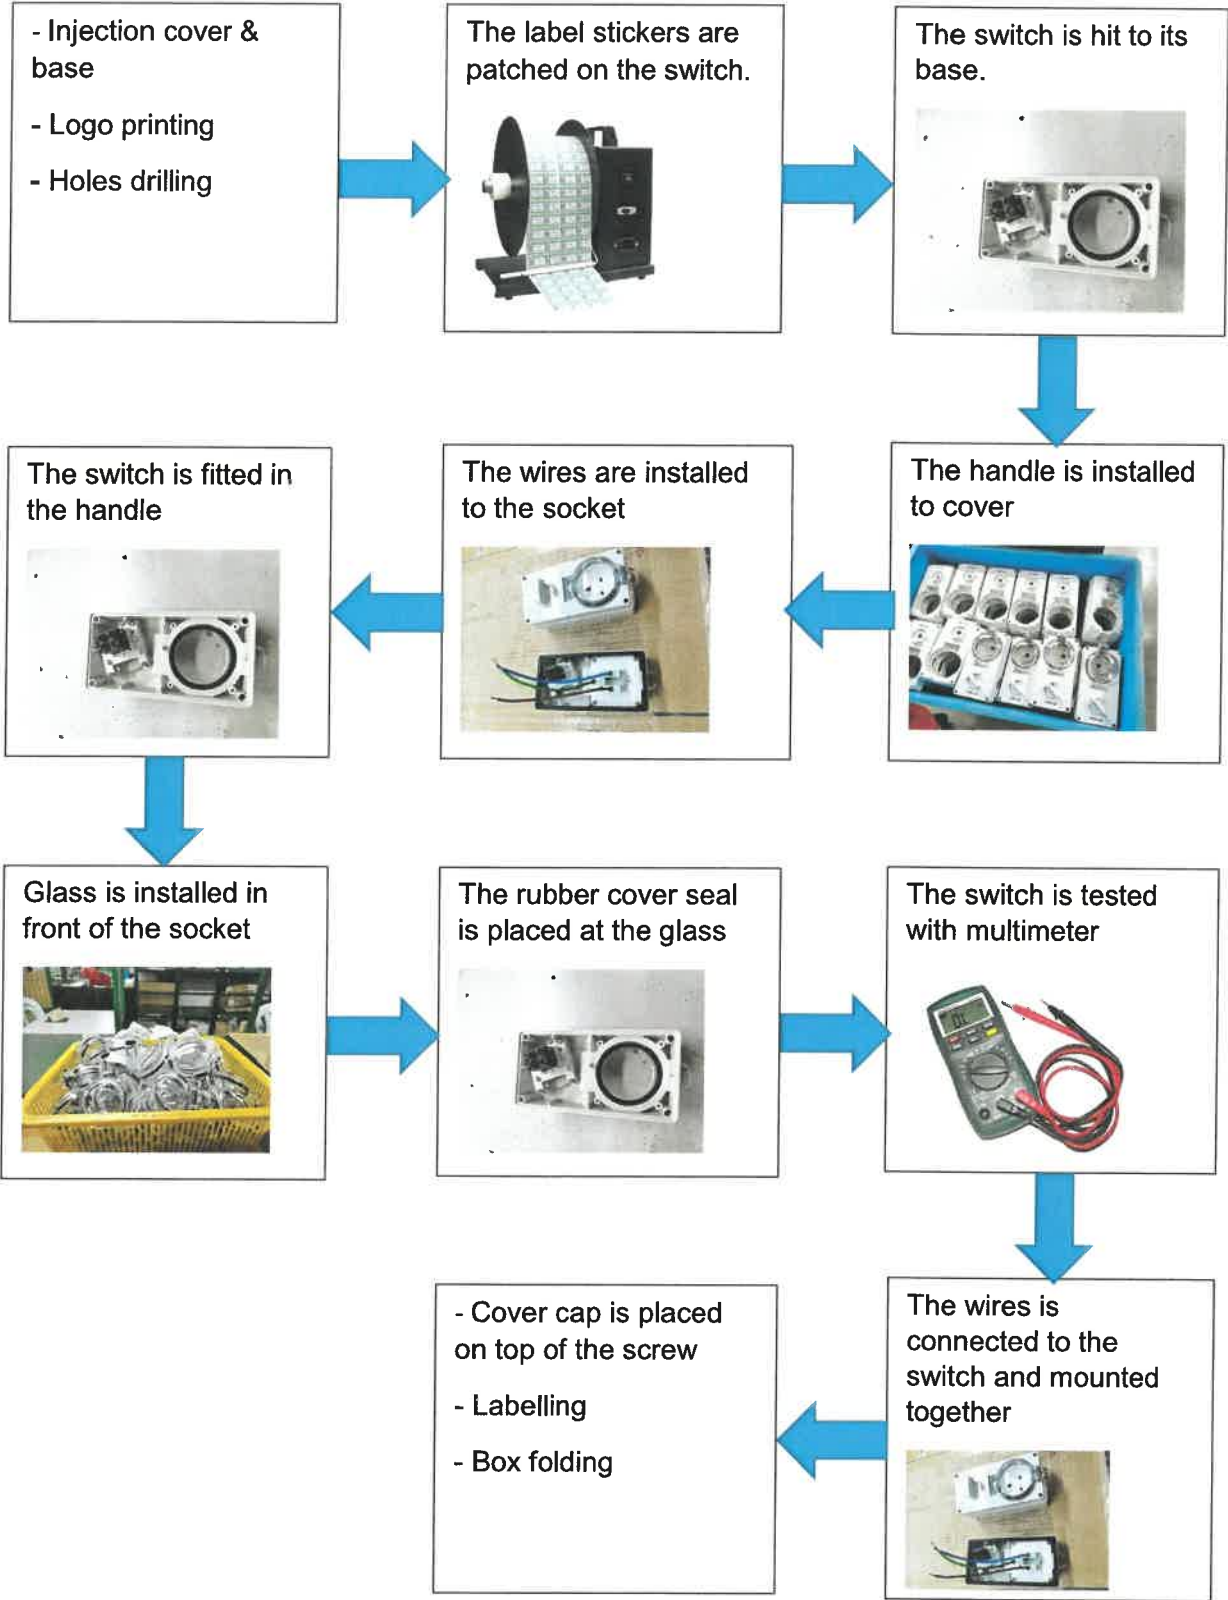 - Injection cover &
base
- Logo printing
- Holes drilling
The label stickers are
patched on the switch.
The switch is hit to its
base.
The handle is installed
to cover
The wires are installed
to the socket
The switch is fitted in
the handle
Glass is installed in
front of the socket
The rubber cover seal
is placed at the glass
The switch is tested
with multimeter
The wires is
connected to the
switch and mounted
together
- Cover cap is placed
on top of the screw
- Labelling
- Box folding